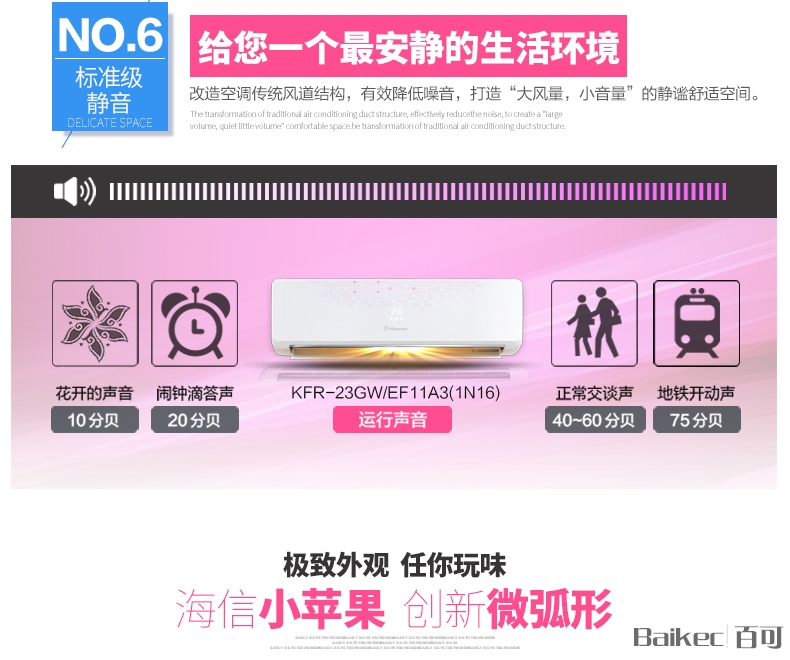 NO.6
标准级
静音
DELICATE SPACE
给您一个最安静的生活环境
改造空调传统风道结构，有效降低噪音，打造“大风量，小音量”的静谧舒适空间。
The transformation of traditional air conditioning duct structure, effectively reducethe noise, to create a "large
volume, quiet little volume" comfortable space.he transformation of traditional air conditioning duct structure.
花开的声音
10分贝
闹钟滴答声
20分贝
26
Hisense
KFR-23GW/EF11A3(1N16)
运行声音
正常交谈声
40~60分贝
地铁开动声
75分贝
极致外观 任你玩味
海信小苹果 创新微弧形
Baikec 百可